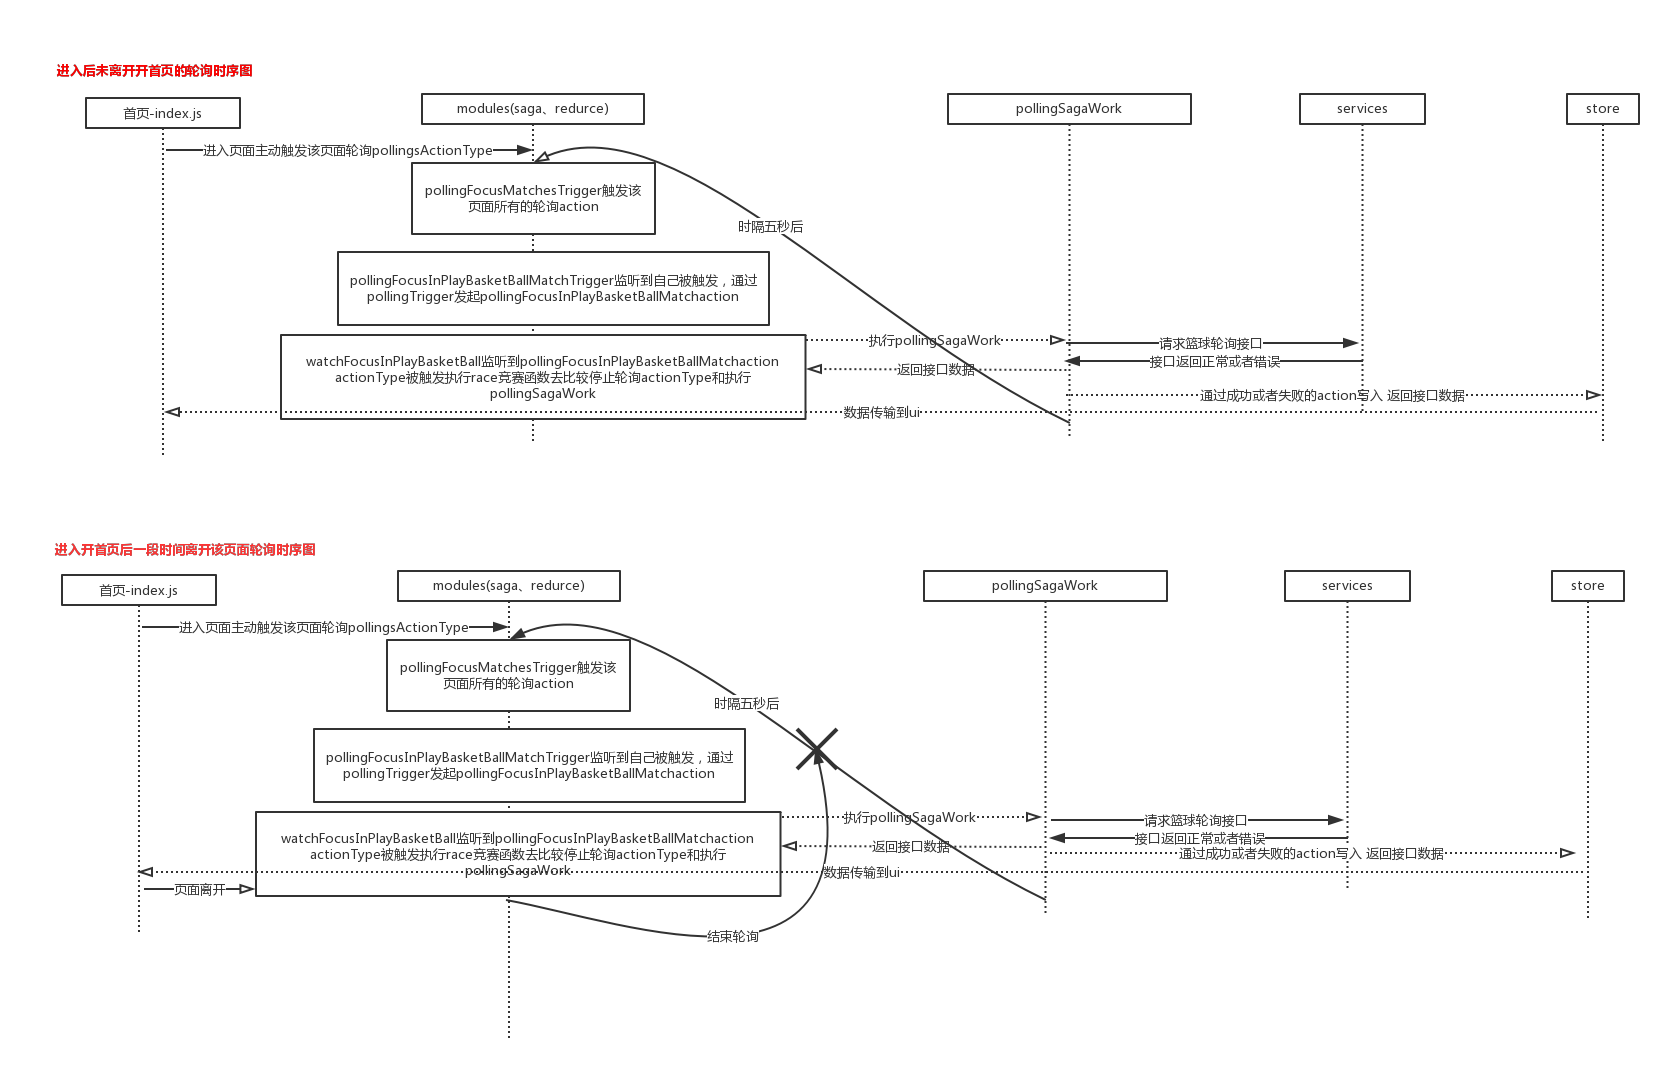 进入后未离开开首页的轮询时序图
首页-index.js
modules(saga、redurce)
pollingSagaWork
services
store
进入页面主动触发该页面轮询pollingsActionType
pollingFocusMatchesTrigger触发该
页面所有的轮询action
时隔五秒后
pollingFocusInPlayBasketBallMatchTrigger监听到自己被触发，通过
pollingTrigger发起pollingFocusInPlayBasketBallMatchaction
执行pollingSagaWork
请求篮球轮询接口
watchFocusInPlayBasketBall监听到pollingFocusInPlayBasketBallMatchaction
actionType被触发执行race竞赛函数去比较停止轮询actionType和执行
pollingSagaWork
接口返回正常或者错误
返回接口数据
通过成功或者失败的action写入 返回接口数据
数据传输到ui
进入开首页后一段时间离开该页面轮询时序图
首页-index.js
modules(saga、redurce)
pollingSagaWork
services
store
进入页面主动触发该页面轮询pollingsActionType
pollingFocusMatchesTrigger触发该
页面所有的轮询action
时隔五秒后
pollingFocusInPlayBasketBallMatchTrigger监听到自己被触发，通过
pollingTrigger发起pollingFocusInPlayBasketBallMatchaction
执行pollingSagaWork
请求篮球轮询接口
watchFocusInPlayBasketBall监听到pollingFocusInPlayBasketBallMatchaction
actionType被触发执行race竞赛函数去比较停止轮询actionType和执行
pollingSagaWork
接口返回正常或者错误
返回接口数据
通过成功或者失败的action写入 返回接口数据
数据传输到ui
页面离开
结束轮询